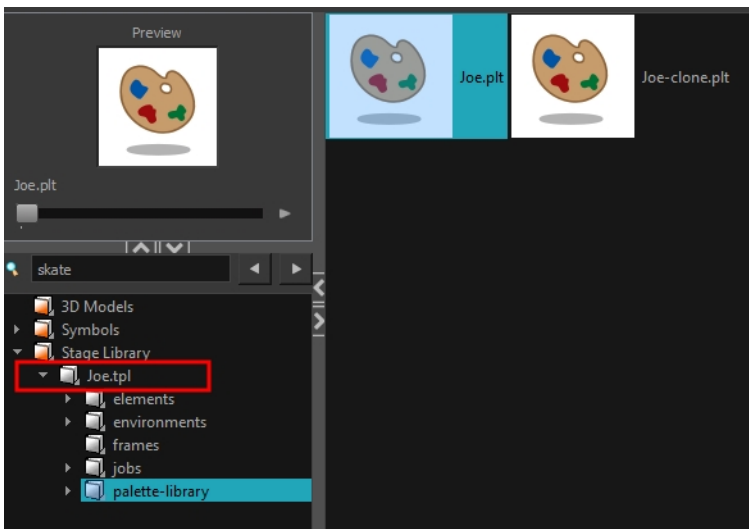 Preview
Joe.plt
skate
3D Models
Symbols
Stage Library
Joe.tpl
elements
environments
frames
jobs
palette-library
Joe.plt
Joe-clone.plt